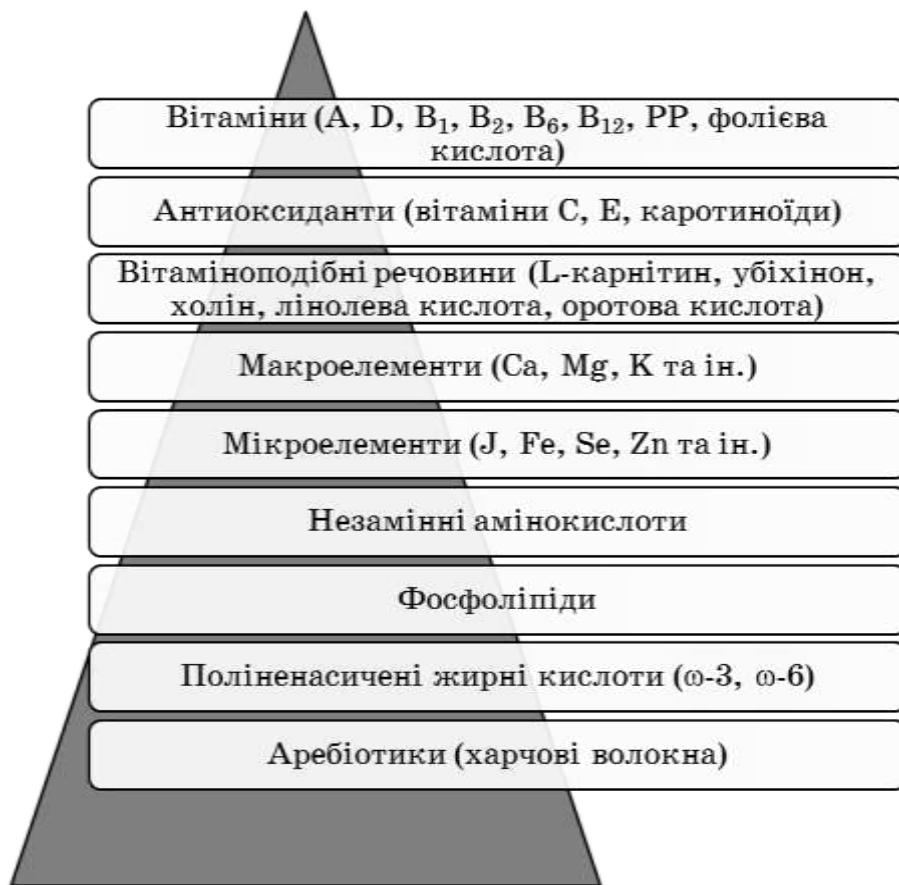 Вітаміни (A, D, B₁, B₂, B₆, B₁₂, PP, фолієва
кислота)
Антиоксиданти (вітаміни С, Е, каротиноїди)
Вітаміноподібні речовини (L-карнітин, убіхінон,
холін, лінолева кислота, оротова кислота)
Макроелементи (Ca, Mg, K та ін.)
Мікроелементи (J, Fe, Se, Zn та ін.)
Незамінні амінокислоти
Фосфоліпіди
Поліненасичені жирні кислоти (ω-3, ω-6)
Аребіотики (харчові волокна)